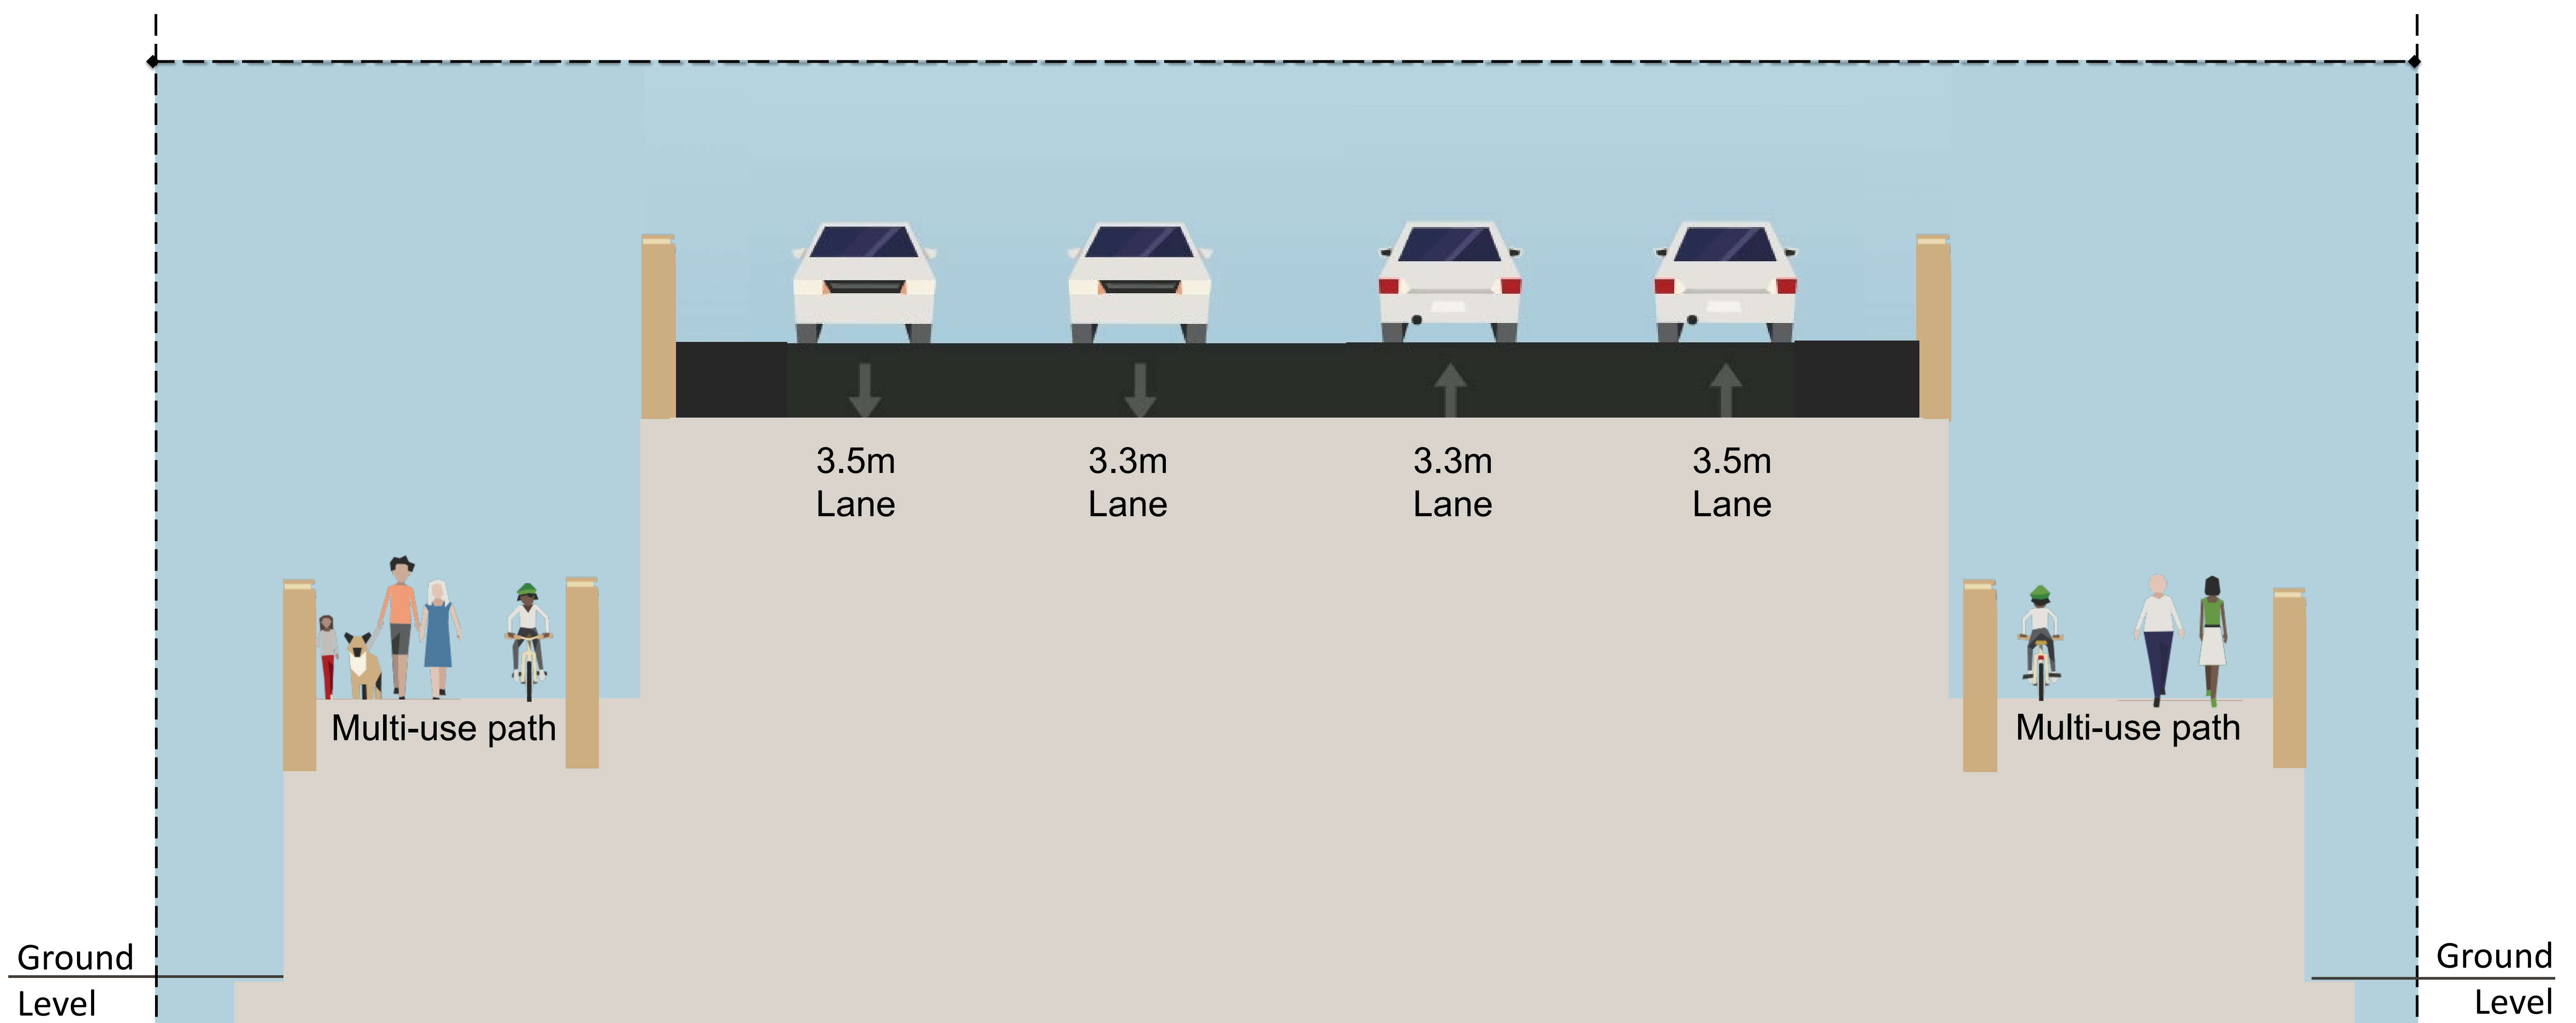 3.5m
Lane
3.3m
Lane
3.3m
Lane
3.5m
Lane
Multi-use path
Multi-use path
Ground
Level
Ground
Level